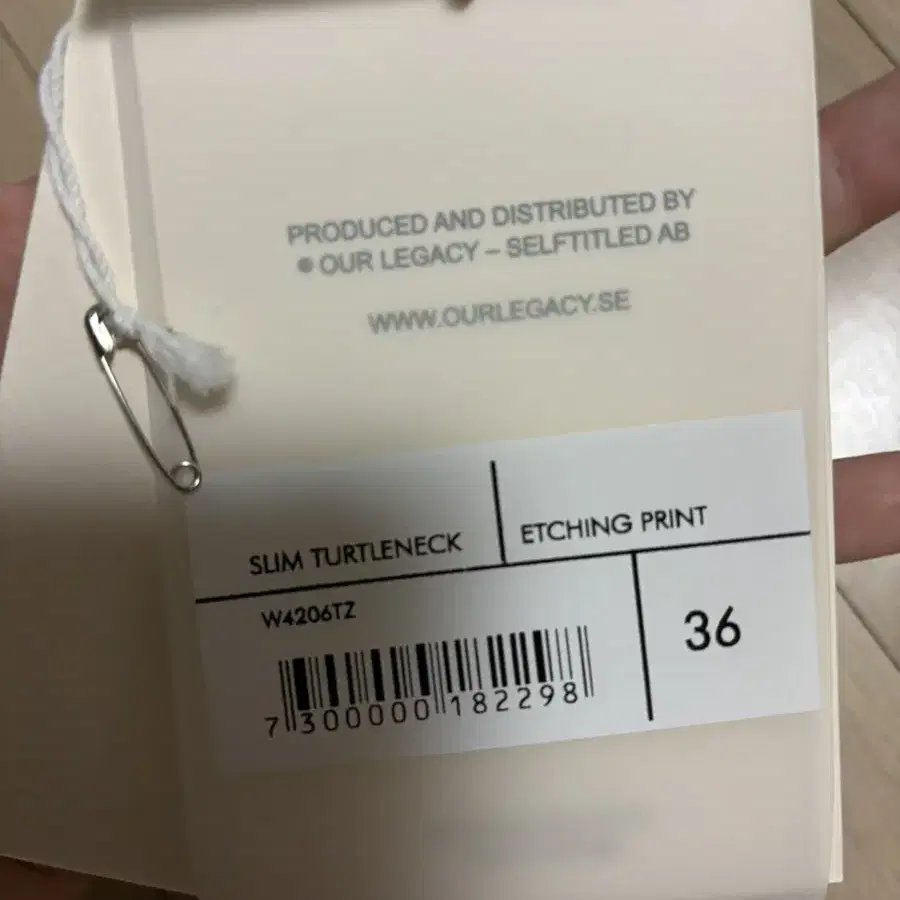 PRODUCED AND DISTRIBUTED BY
® OUR LEGACY – SELFTITLED AB
WWW.OURLEGACY.SE
SLIM TURTLENECK
ETCHING PRINT
W4206TZ
36
7 300000 182298